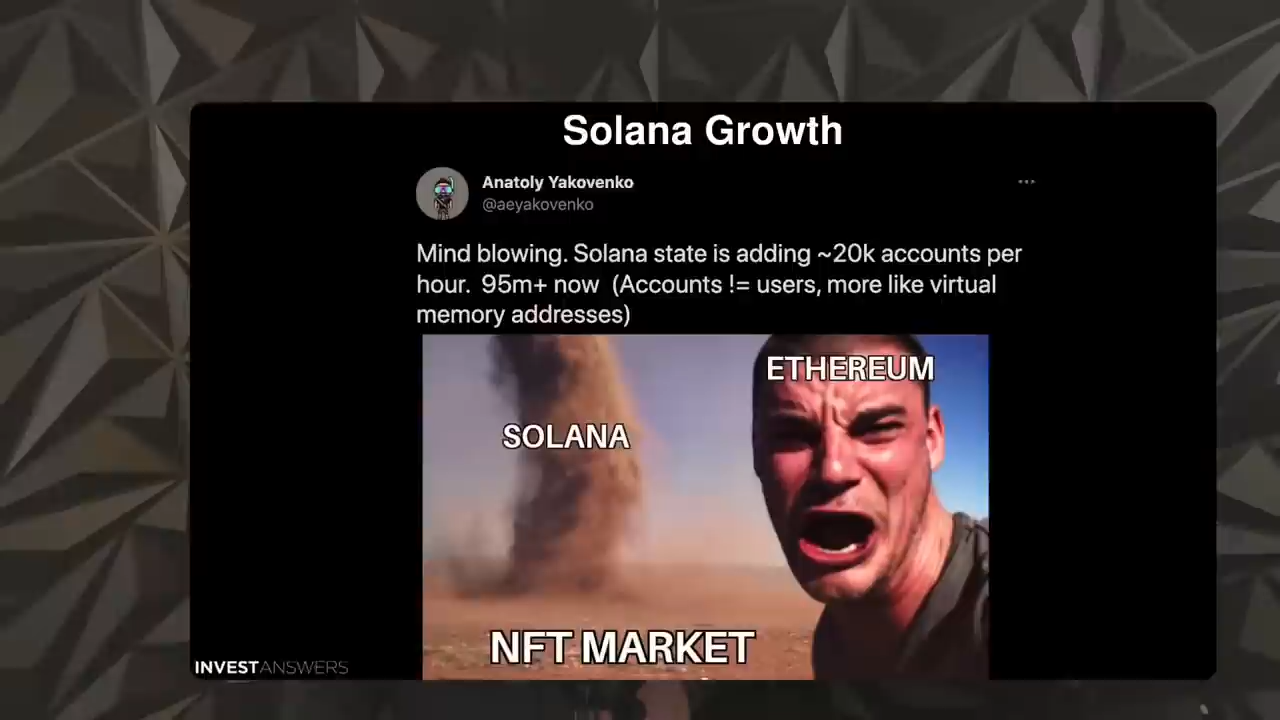 Solana Growth
Anatoly Yakovenko
@aeyakovenko
Mind blowing. Solana state is adding ~20k accounts per
hour.  95m+ now  (Accounts != users, more like virtual
memory addresses)
ETHEREUM
SOLANA
NFT MARKET
INVESTANSWERS